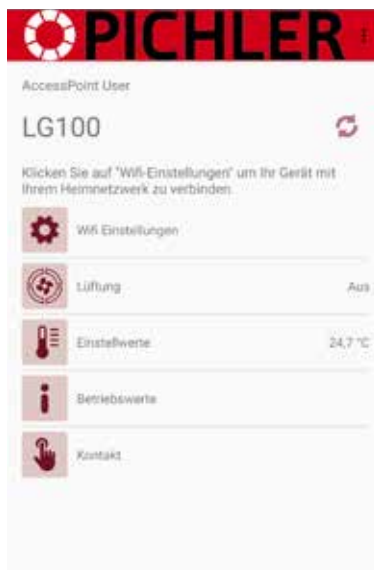 PICHLER
AccessPoint User
LG100
Klicken Sie auf "Wifi-Einstellungen" um Ihr Gerät mit
Ihrem Heimnetzwerk zu verbinden.
Wifi Einstellungen
Lüftung Aus
Einstellwerte 24,7 °C
Betriebswerte
Kontakt